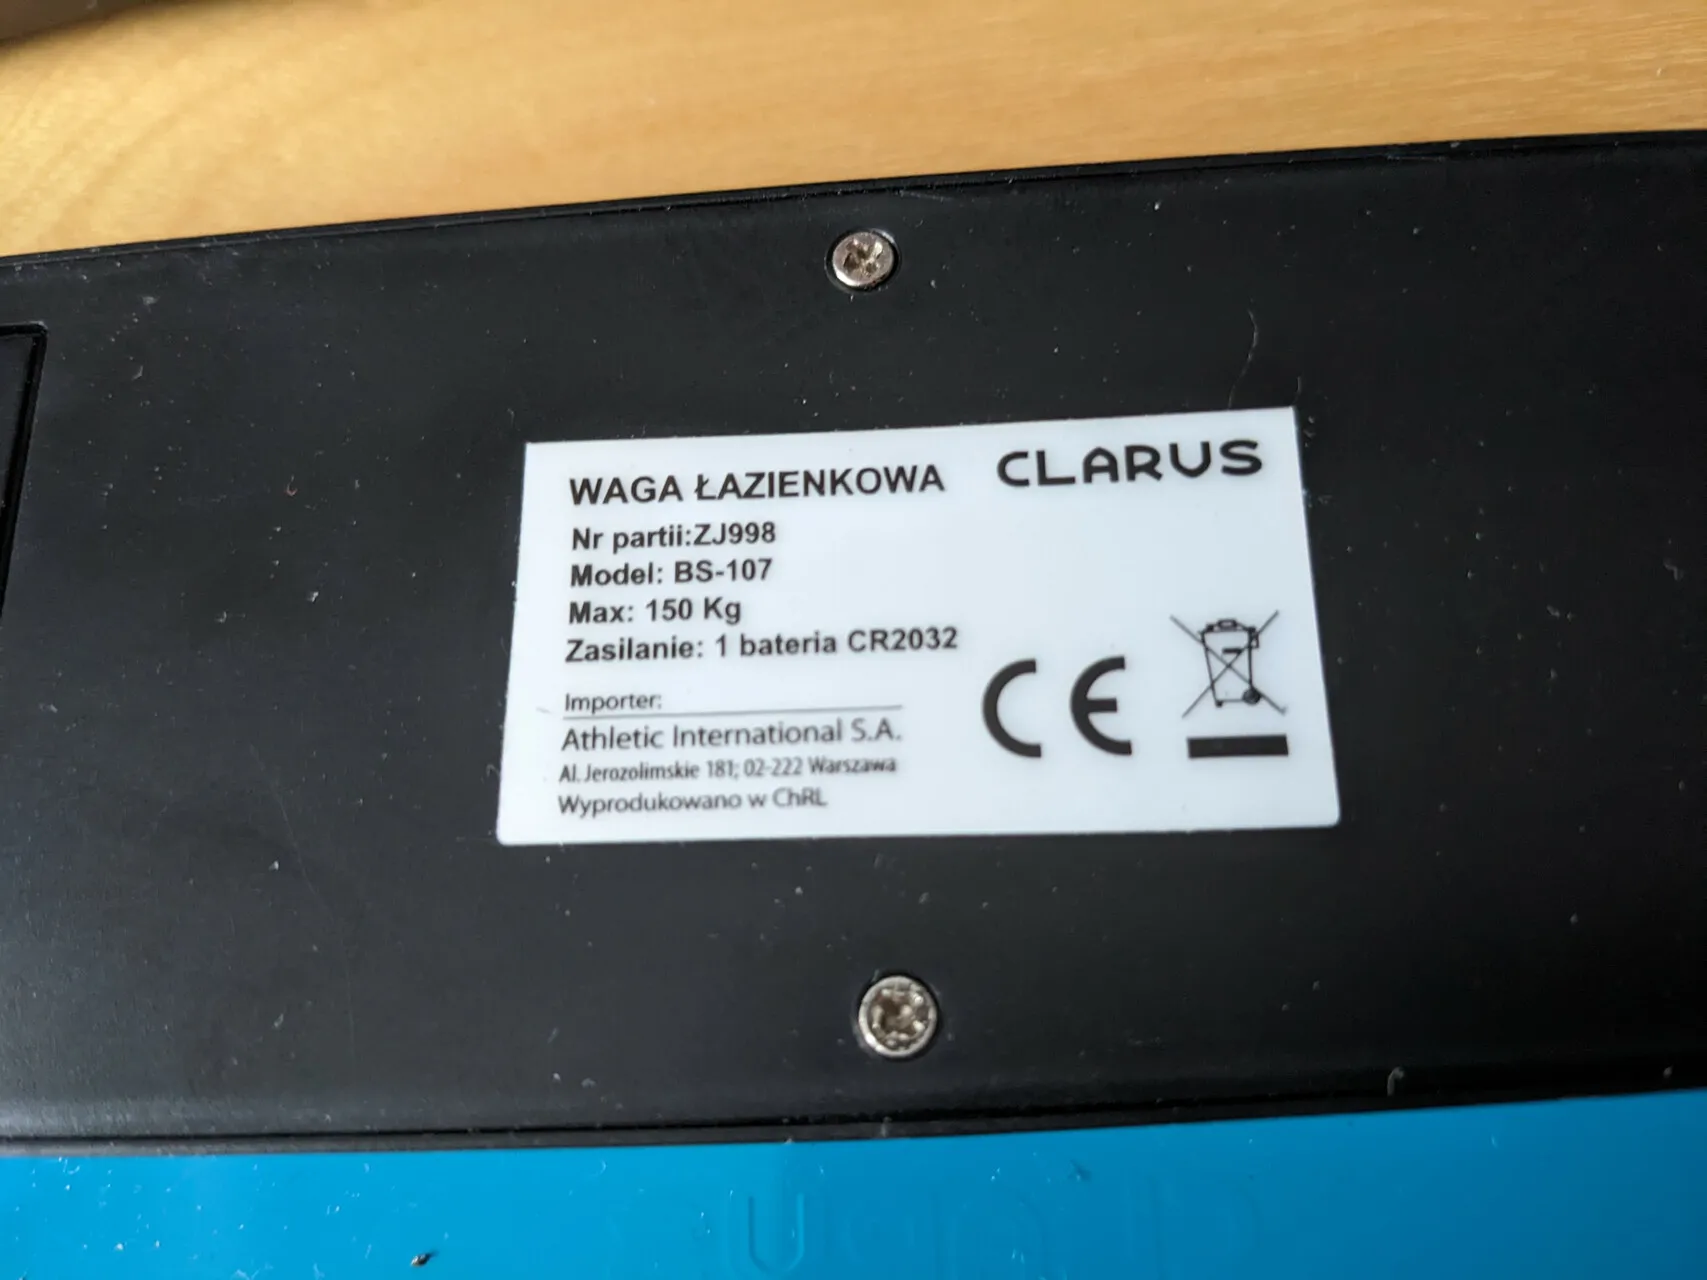 WAGA ŁAZIENKOWA CLARUS
Nr partii:ZJ998
Model: BS-107
Max: 150 Kg
Zasilanie: 1 bateria CR2032
Importer:
Athletic International S.A.
Al. Jerozolimskie 181; 02-222 Warszawa
Wyprodukowano w ChRL
CE